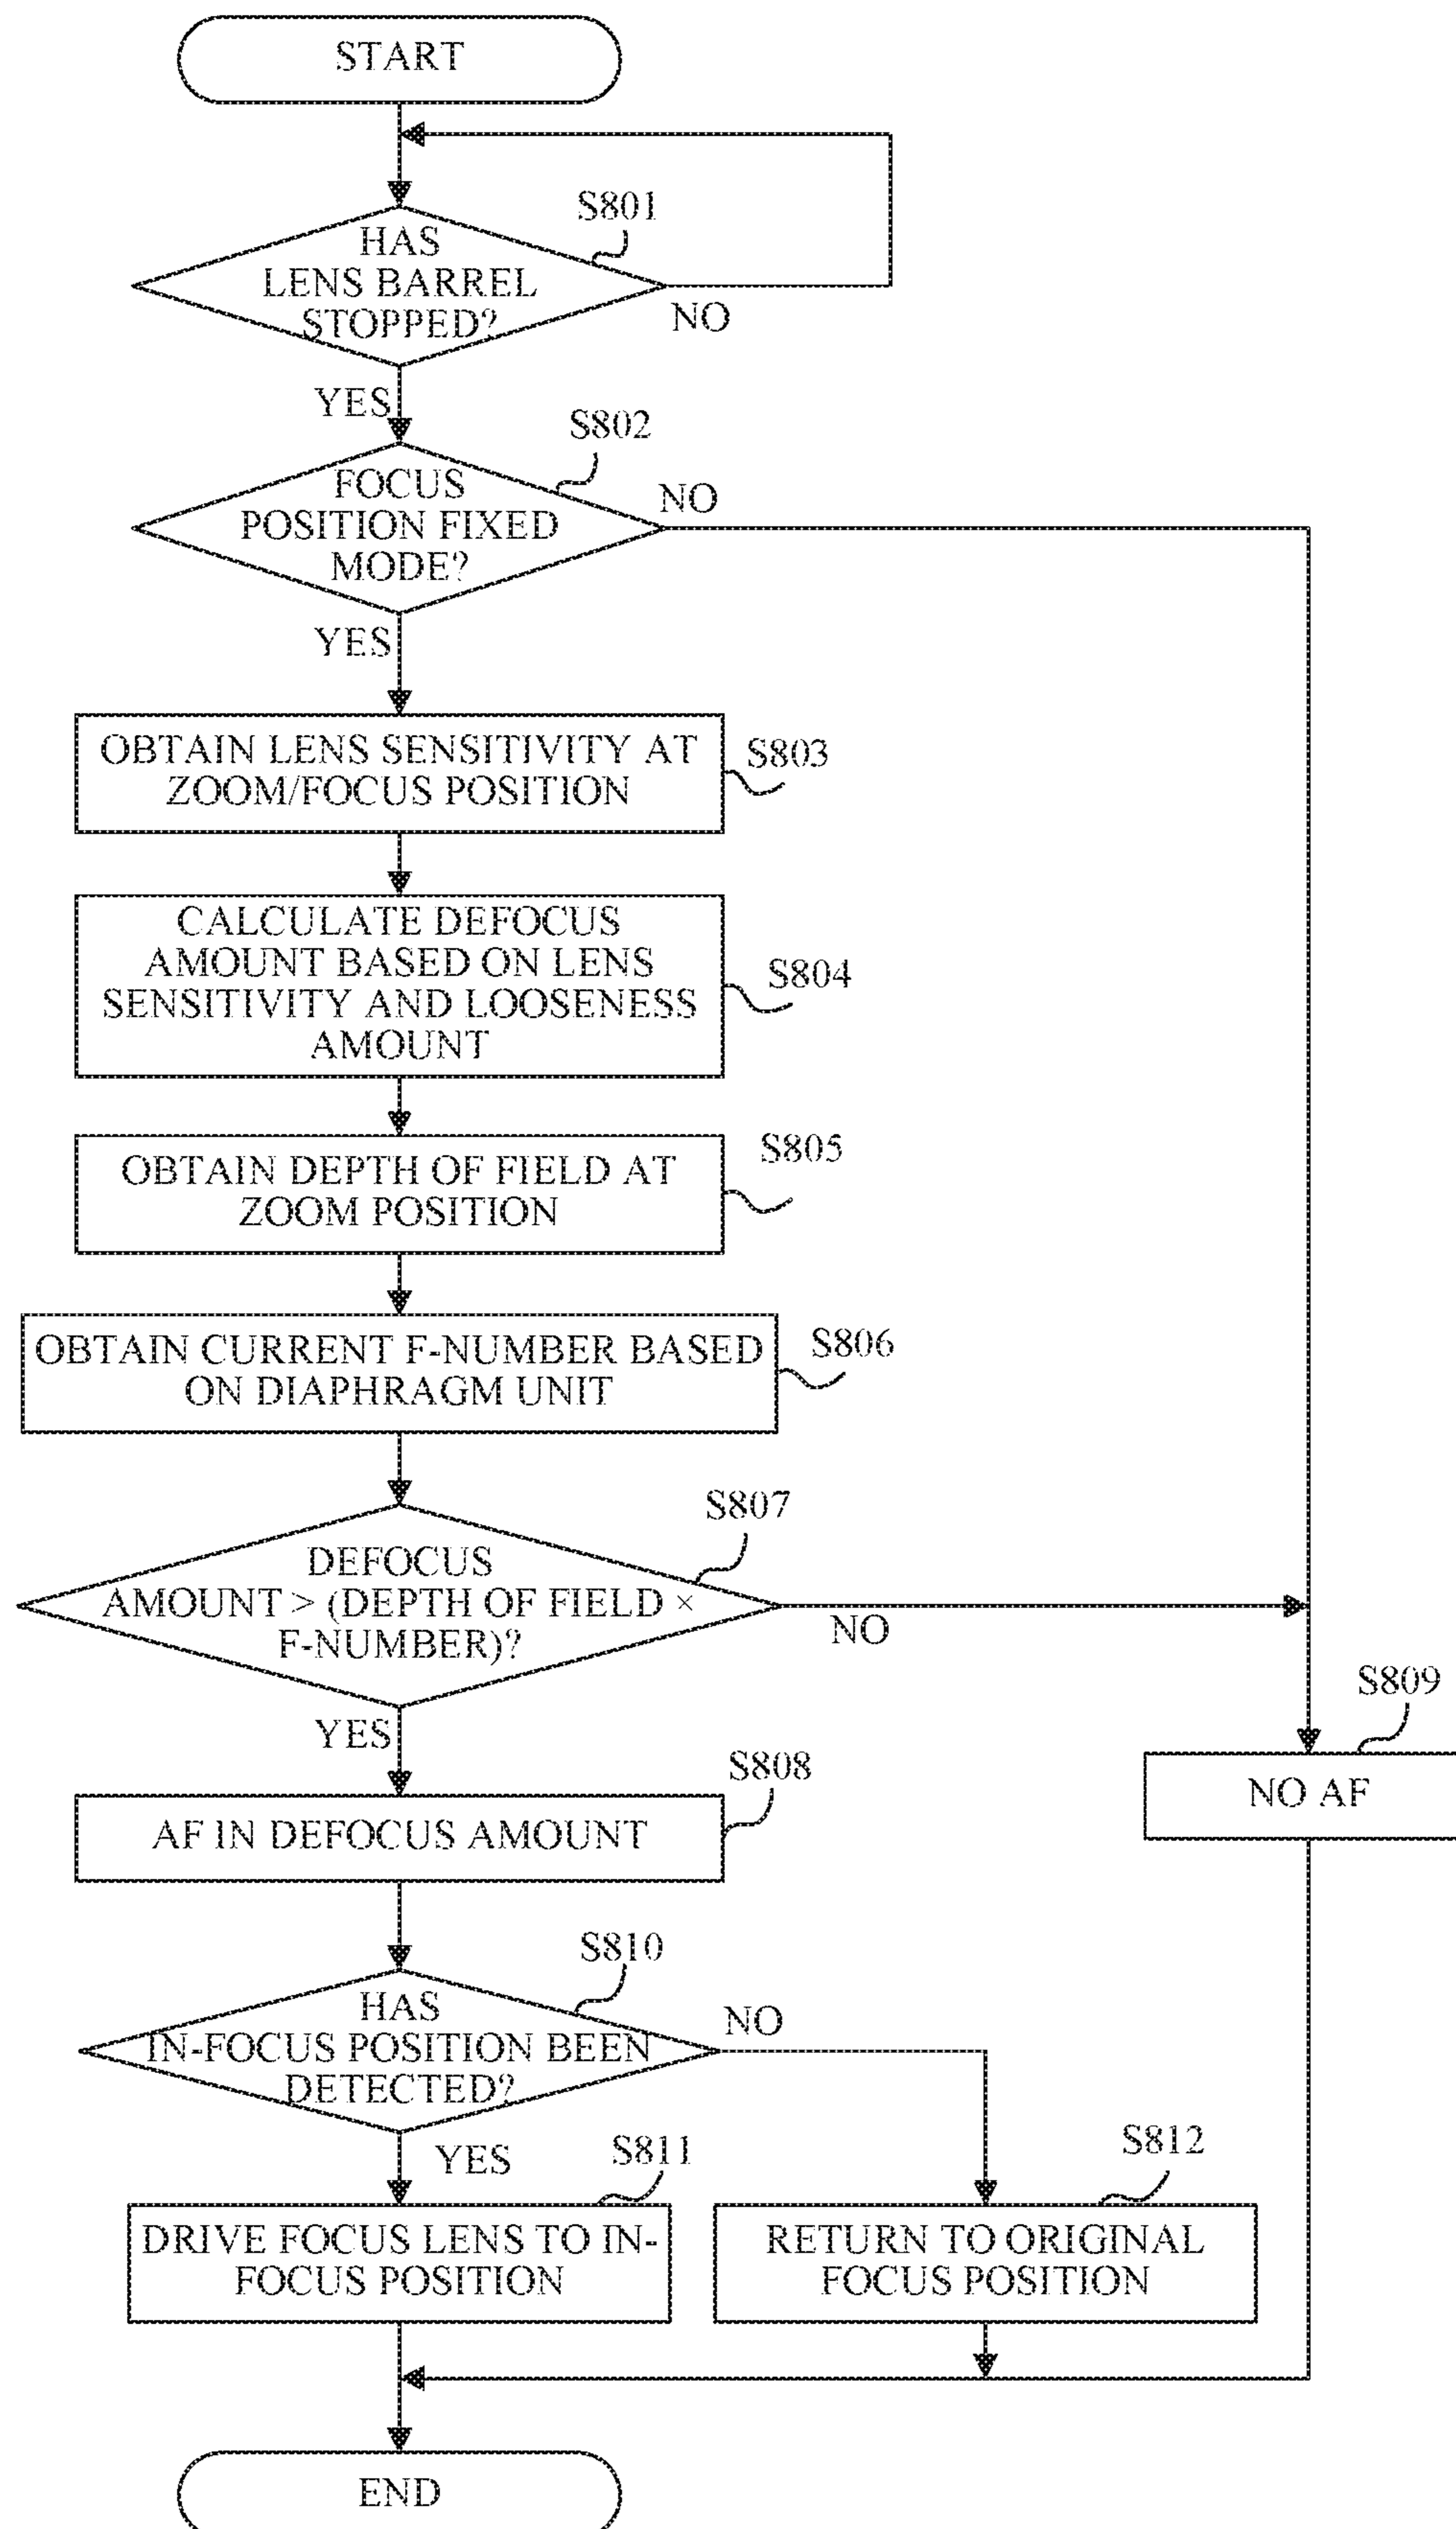 START
S801
HAS
LENS BARREL
STOPPED?
NO
YES
S802
FOCUS
POSITION FIXED
MODE?
NO
YES
OBTAIN LENS SENSITIVITY AT
ZOOM/FOCUS POSITION
S803
CALCULATE DEFOCUS
AMOUNT BASED ON LENS
SENSITIVITY AND LOOSENESS
AMOUNT
S804
OBTAIN DEPTH OF FIELD AT
ZOOM POSITION
S805
OBTAIN CURRENT F-NUMBER BASED
ON DIAPHRAGM UNIT
S806
S807
DEFOCUS
AMOUNT > (DEPTH OF FIELD ×
F-NUMBER)?
NO
YES
S809
NO AF
S808
AF IN DEFOCUS AMOUNT
S810
HAS
IN-FOCUS POSITION BEEN
DETECTED?
NO
YES
S811
DRIVE FOCUS LENS TO IN-
FOCUS POSITION
S812
RETURN TO ORIGINAL
FOCUS POSITION
END